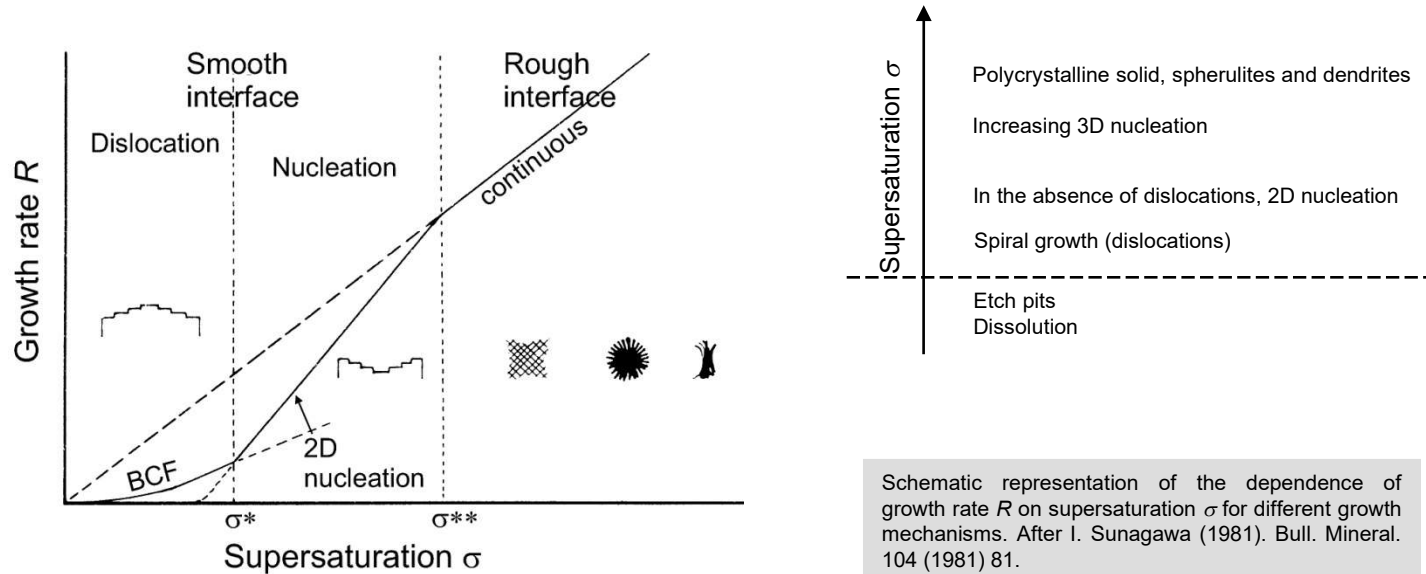 Smooth
interface
Rough
interface
Dislocation
Nucleation
continuous
Growth rate R
BCF
2D
nucleation
σ*
σ**
Supersaturation σ
Supersaturation σ
Polycrystalline solid, spherulites and dendrites
Increasing 3D nucleation
In the absence of dislocations, 2D nucleation
Spiral growth (dislocations)
Etch pits
Dissolution
Schematic representation of the dependence of
growth rate R on supersaturation σ for different growth
mechanisms. After I. Sunagawa (1981). Bull. Mineral.
104 (1981) 81.